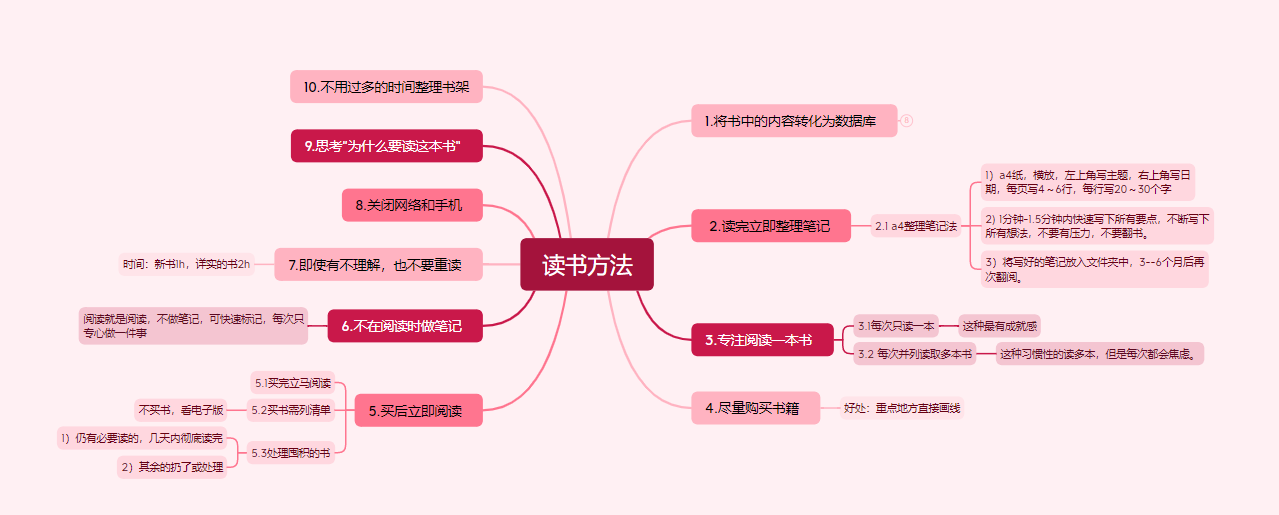 读书方法
1.将书中的内容转化为数据库
8
2.读完立即整理笔记
2.1 a4整理笔记法
1）a4纸，横放，左上角写主题，右上角写日
期，每页写4～6行，每行写20～30个字
2) 1分钟-1.5分钟内快速写下所有要点，不断写下
所有想法，不要有压力，不要翻书。
3）将写好的笔记放入文件夹中，3--6个月后再
次翻阅。
3.专注阅读一本书
3.1每次只读一本
这种最有成就感
3.2 每次并列读取多本书
这种习惯性的读多本，但是每次都会焦虑。
4.尽量购买书籍
好处：重点地方直接画线
5.买后立即阅读
5.1买完立马阅读
5.2买书需列清单
不买书，看电子版
5.3处理囤积的书
1）仍有必要读的，几天内彻底读完
2）其余的扔了或处理
6.不在阅读时做笔记
阅读就是阅读，不做笔记，可快速标记，每次只
专心做一件事
7.即使有不理解，也不要重读
时间：新书1h，详实的书2h
8.关闭网络和手机
9.思考"为什么要读这本书"
10.不用过多的时间整理书架